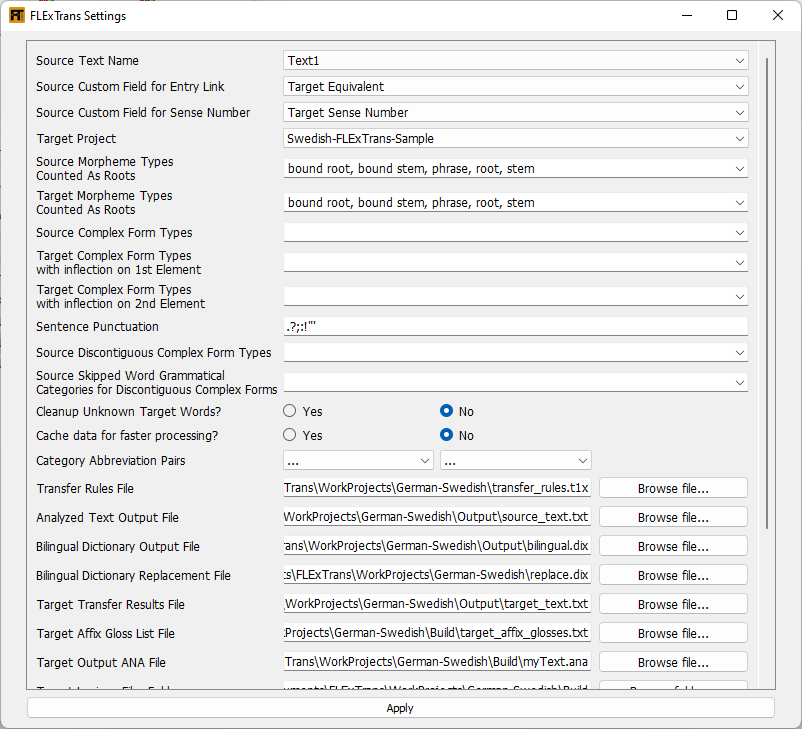 FLExTrans Settings
Source Text Name Text1
Source Custom Field for Entry Link Target Equivalent
Source Custom Field for Sense Number Target Sense Number
Target Project Swedish-FLExTrans-Sample
Source Morpheme Types
Counted As Roots bound root, bound stem, phrase, root, stem
Target Morpheme Types
Counted As Roots bound root, bound stem, phrase, root, stem
Source Complex Form Types
Target Complex Form Types
with inflection on 1st Element
Target Complex Form Types
with inflection on 2nd Element
Sentence Punctuation .?;:!"'
Source Discontiguous Complex Form Types
Source Skipped Word Grammatical
Categories for Discontiguous Complex Forms
Cleanup Unknown Target Words? Yes No
Cache data for faster processing? Yes No
Category Abbreviation Pairs ... ...
Transfer Rules File Trans\WorkProjects\German-Swedish\transfer_rules.t1x Browse file...
Analyzed Text Output File WorkProjects\German-Swedish\Output\source_text.txt Browse file...
Bilingual Dictionary Output File ans\WorkProjects\German-Swedish\Output\bilingual.dix Browse file...
Bilingual Dictionary Replacement File ts\FLExTrans\WorkProjects\German-Swedish\replace.dix Browse file...
Target Transfer Results File \WorkProjects\German-Swedish\Output\target_text.txt Browse file...
Target Affix Gloss List File Projects\German-Swedish\Build\target_affix_glosses.txt Browse file...
Target Output ANA File Trans\WorkProjects\German-Swedish\Build\myText.ana Browse file...
Apply